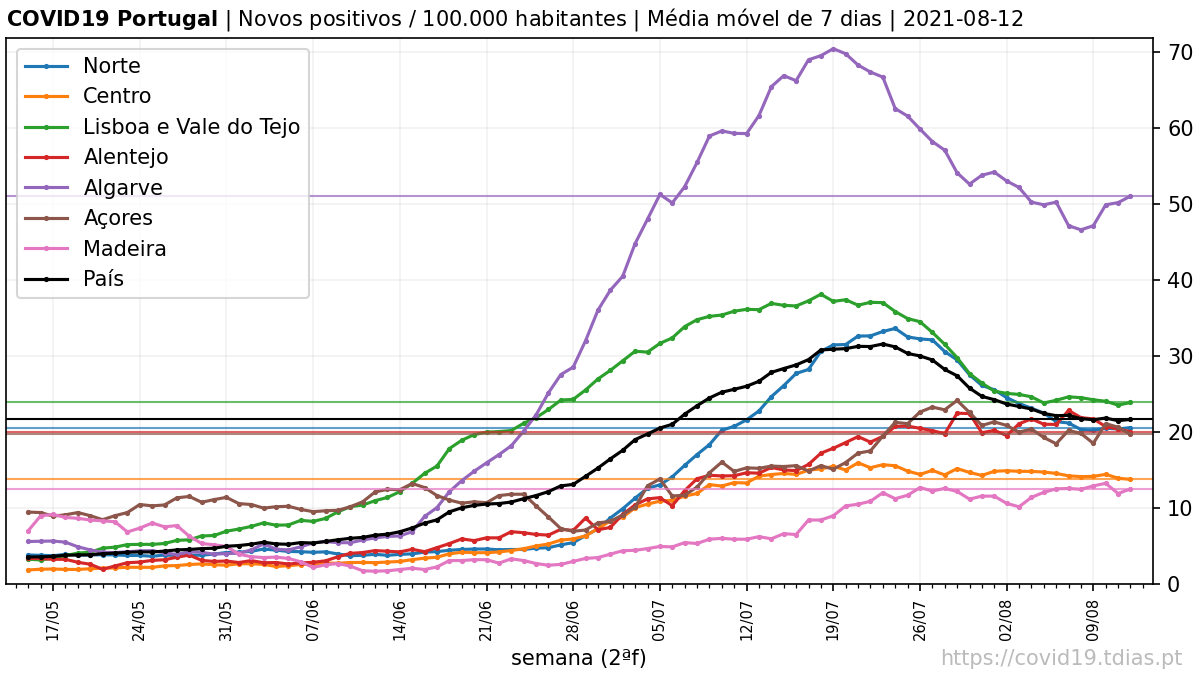 COVID19 Portugal | Novos positivos / 100.000 habitantes | Média móvel de 7 dias | 2021-08-12
Norte
Centro
Lisboa e Vale do Tejo
Alentejo
Algarve
Açores
Madeira
País
70
60
50
40
30
20
10
0
17/05
24/05
31/05
07/06
14/06
21/06
28/06
05/07
12/07
19/07
26/07
02/08
09/08
semana (2ªf)
https://covid19.tdias.pt